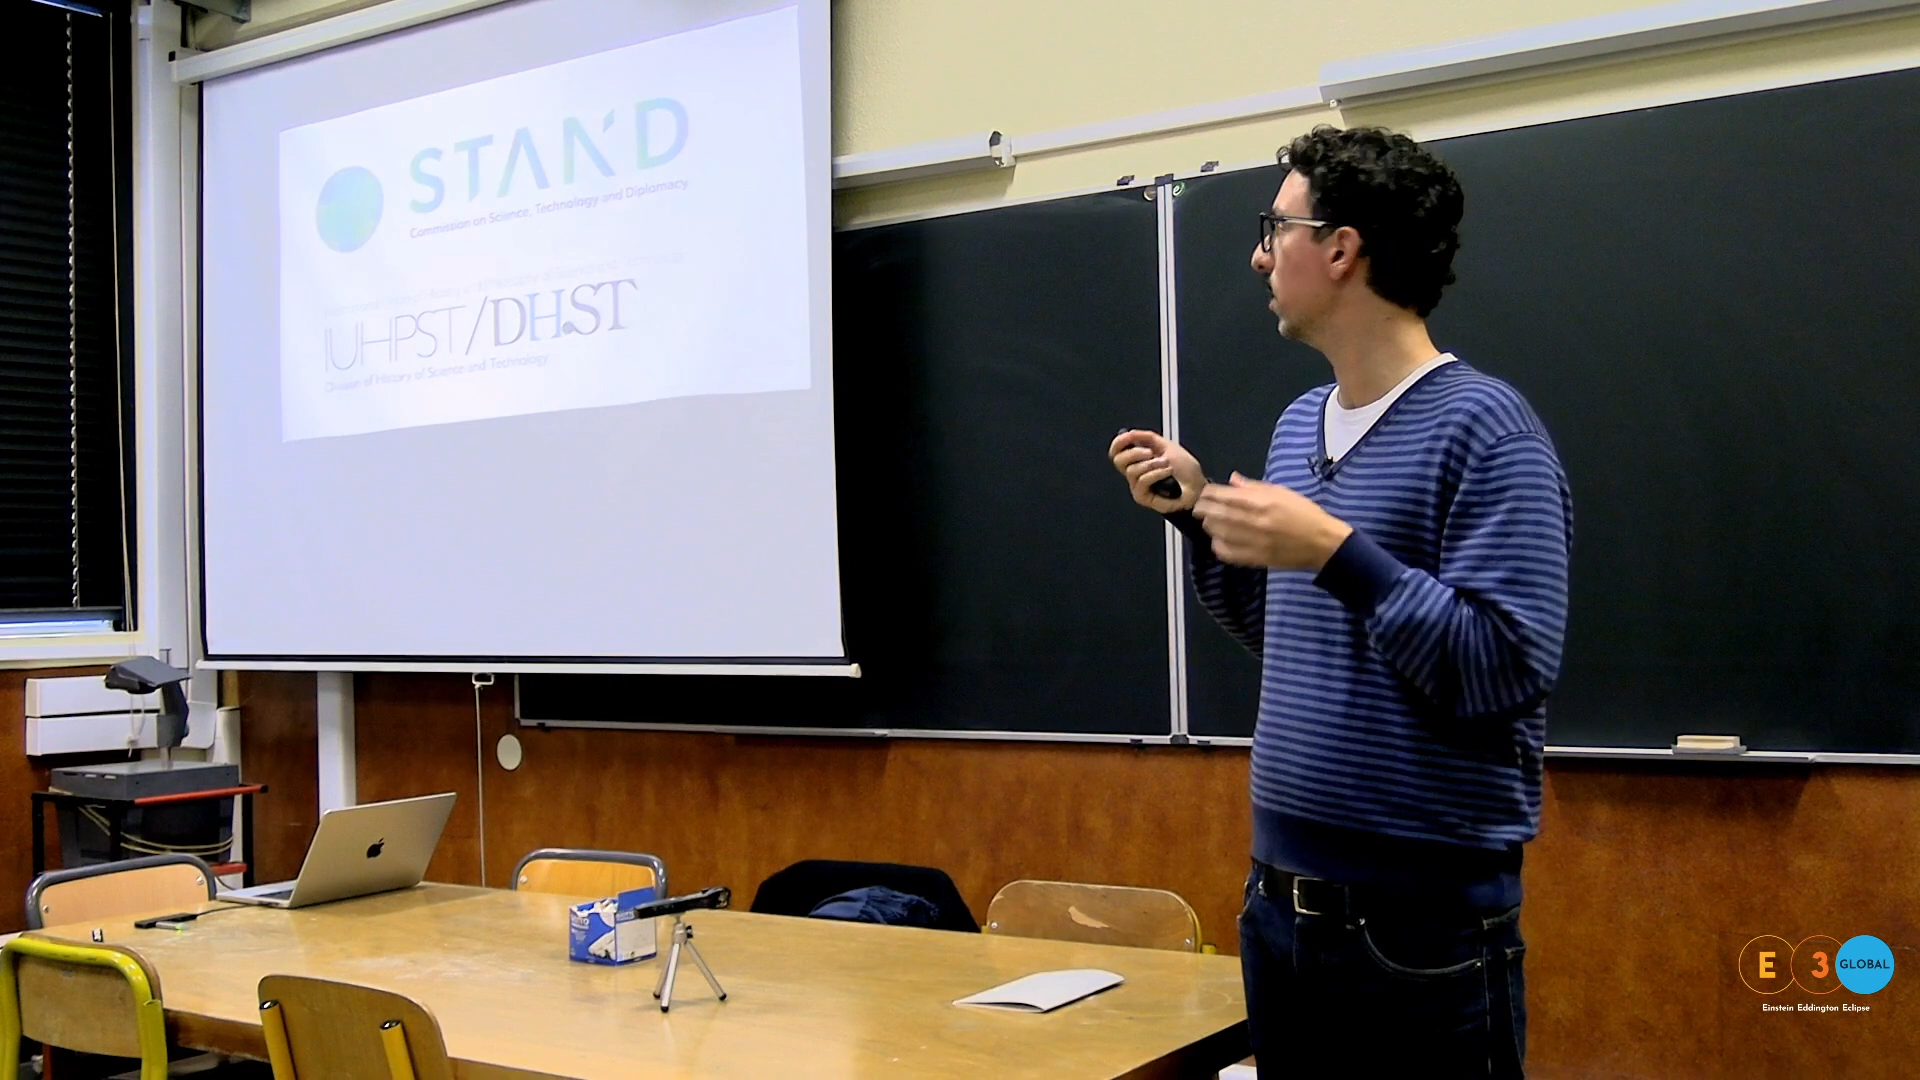 STAND
Commission on Science, Technology and Diplomacy
IUHPST/DHST
Division of History of Science and Technology
E 3 GLOBAL
Einstein Eddington Eclipse